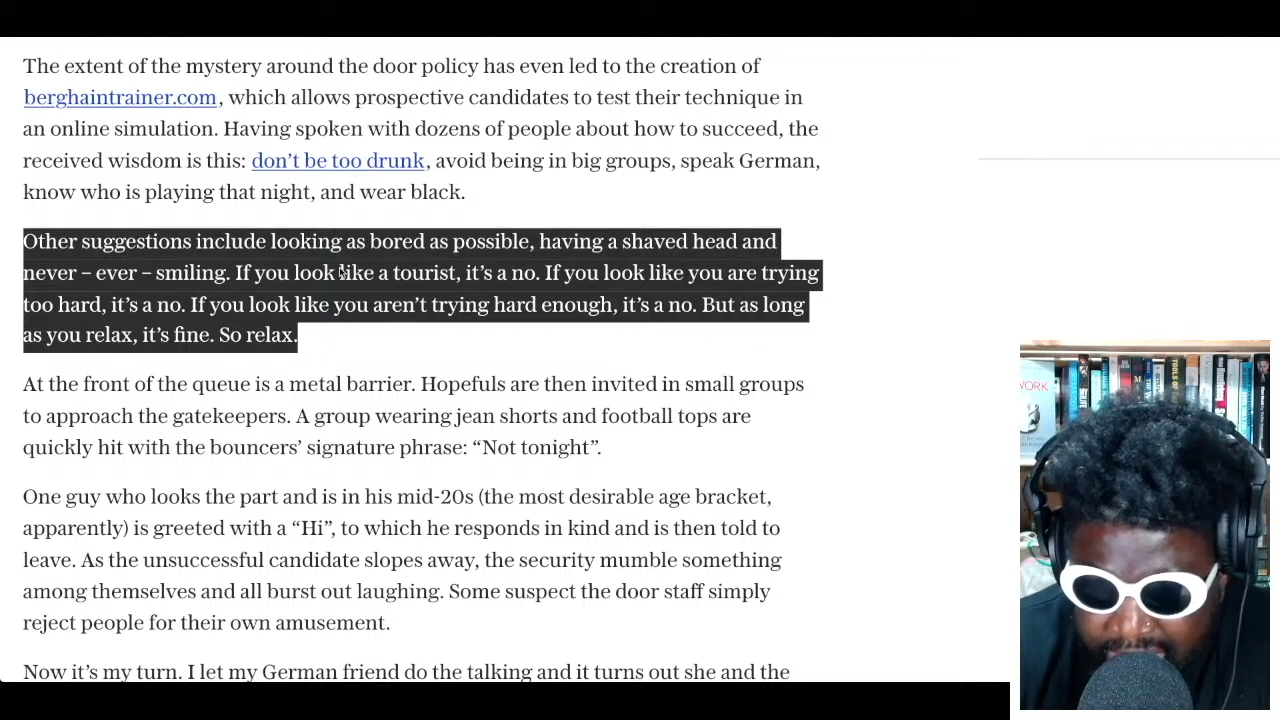 The extent of the mystery around the door policy has even led to the creation of
berghaintrainer.com, which allows prospective candidates to test their technique in
an online simulation. Having spoken with dozens of people about how to succeed, the
received wisdom is this: don’t be too drunk, avoid being in big groups, speak German,
know who is playing that night, and wear black.
Other suggestions include looking as bored as possible, having a shaved head and
never – ever – smiling. If you look like a tourist, it’s a no. If you look like you are trying
too hard, it’s a no. If you look like you aren’t trying hard enough, it’s a no. But as long
as you relax, it’s fine. So relax.
At the front of the queue is a metal barrier. Hopefuls are then invited in small groups
to approach the gatekeepers. A group wearing jean shorts and football tops are
quickly hit with the bouncers’ signature phrase: “Not tonight”.
One guy who looks the part and is in his mid-20s (the most desirable age bracket,
apparently) is greeted with a “Hi”, to which he responds in kind and is then told to
leave. As the unsuccessful candidate slopes away, the security mumble something
among themselves and all burst out laughing. Some suspect the door staff simply
reject people for their own amusement.
Now it’s my turn. I let my German friend do the talking and it turns out she and the
WORK